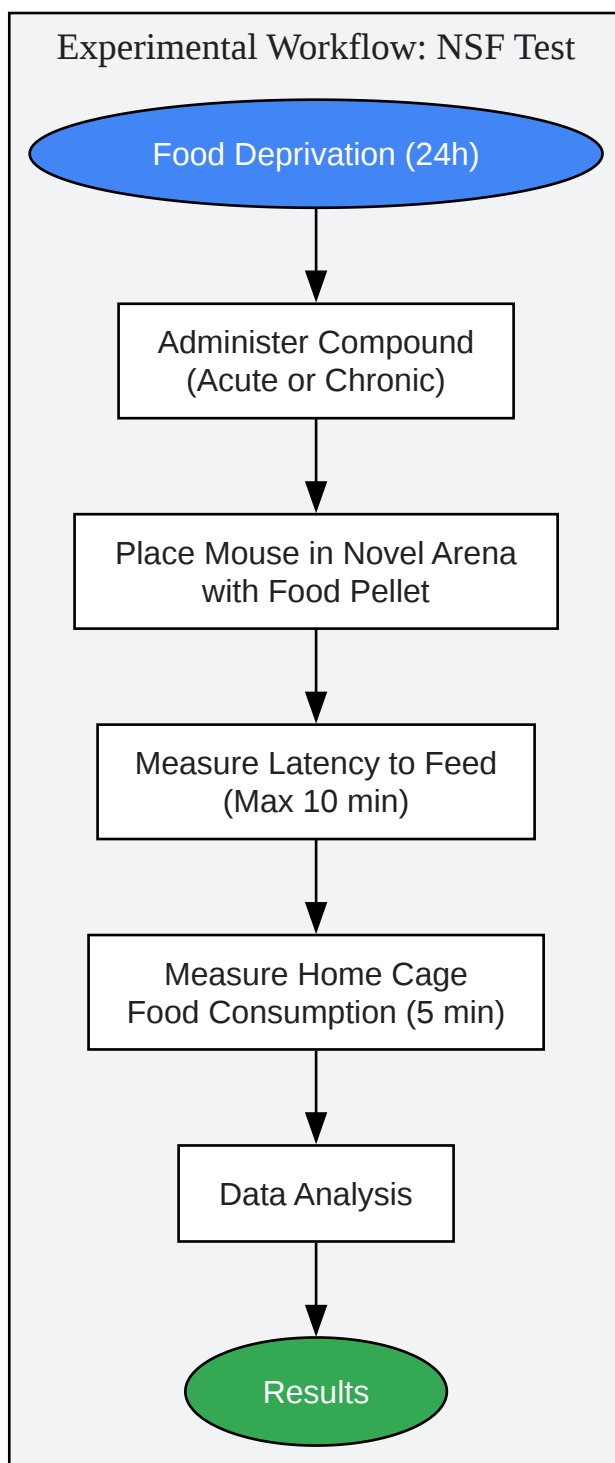 Experimental Workflow: NSF Test
Food Deprivation (24h)
Administer Compound
(Acute or Chronic)
Place Mouse in Novel Arena
with Food Pellet
Measure Latency to Feed
(Max 10 min)
Measure Home Cage
Food Consumption (5 min)
Data Analysis
Results